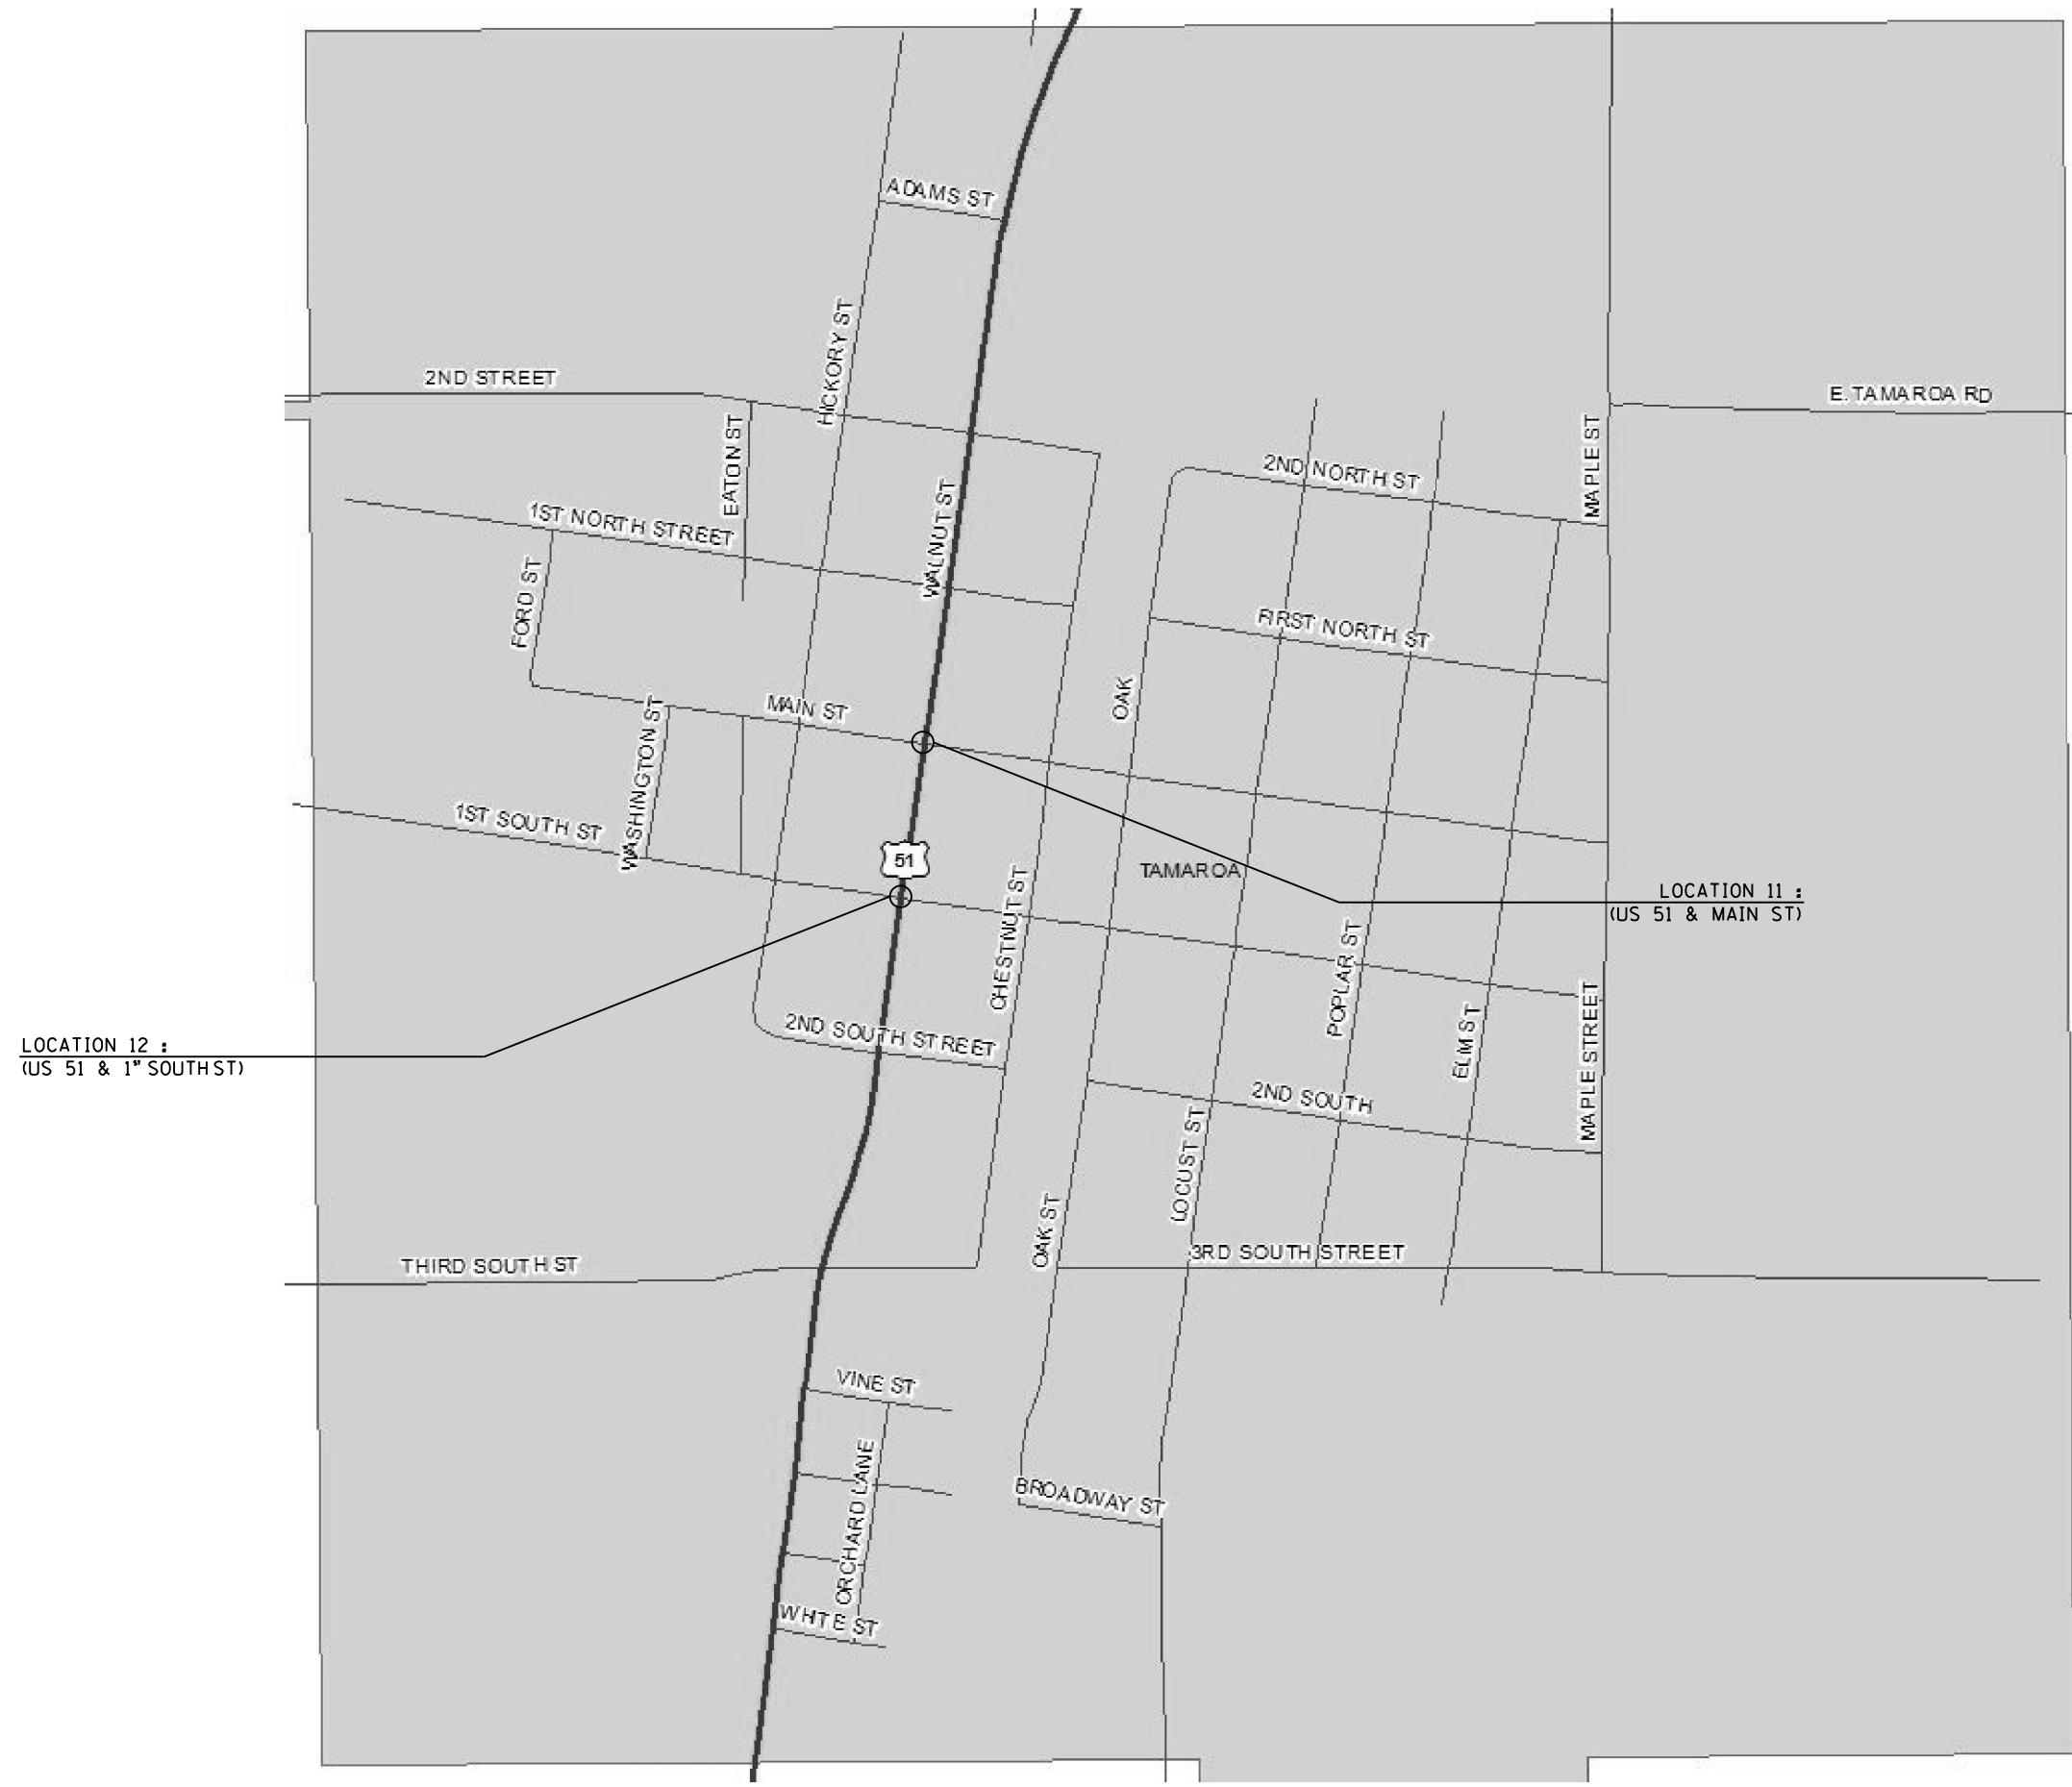 ADAMS ST
HICKORY ST
2ND STREET
E. TAMAROA RD
EATON ST
MAPLE ST
2ND NORTH ST
WALNUT ST
1ST NORTH STREET
FORD ST
FIRST NORTH ST
OAK
MAIN ST
WASHINGTON ST
1ST SOUTH ST
51
TAMAROA
LOCATION 11 :
(US 51 & MAIN ST)
CHESTNUT ST
POPLAR ST
ELM ST
MAPLE STREET
2ND SOUTH STREET
LOCATION 12 :
(US 51 & 1ST SOUTH ST)
2ND SOUTH
LOCUST ST
OAK ST
THIRD SOUTH ST
3RD SOUTH STREET
VINE ST
ORCHARD LANE
BROADWAY ST
WHITE ST